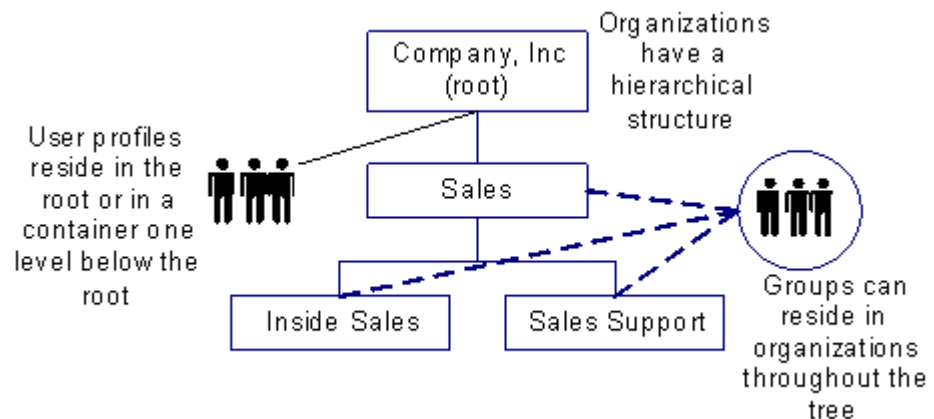 Organizations
have a
hierarchical
structure
Company, Inc
(root)
User profiles
reside in the
root or in a
container one
level below the
root
Sales
Inside Sales
Sales Support
Groups can
reside in
organizations
throughout the
tree